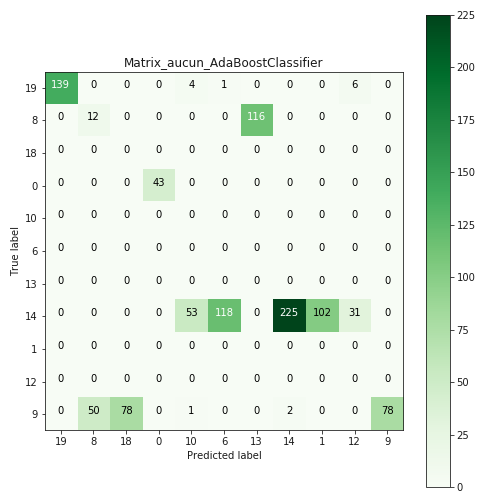 Matrix_aucun_AdaBoostClassifier
19 139 0 0 0 4 1 0 0 0 6 0
8 0 12 0 0 0 0 116 0 0 0 0
18 0 0 0 0 0 0 0 0 0 0 0
0 0 0 0 43 0 0 0 0 0 0 0
10 0 0 0 0 0 0 0 0 0 0 0
6 0 0 0 0 0 0 0 0 0 0 0
13 0 0 0 0 0 0 0 0 0 0 0
14 0 0 0 0 53 118 0 225 102 31 0
1 0 0 0 0 0 0 0 0 0 0 0
12 0 0 0 0 0 0 0 0 0 0 0
9 0 50 78 0 1 0 0 2 0 0 78
19 8 18 0 10 6 13 14 1 12 9
Predicted label
True label
225
200
175
150
125
100
75
50
25
0